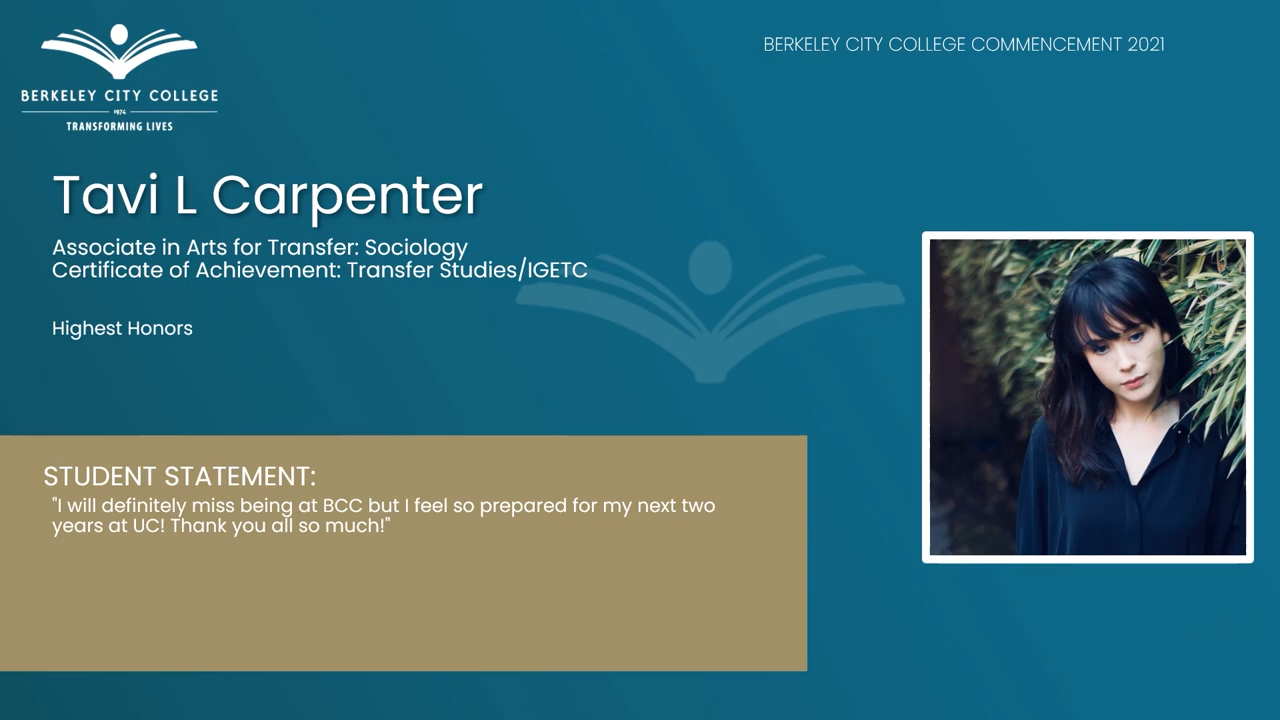 BERKELEY CITY COLLEGE COMMENCEMENT 2021
BERKELEY CITY COLLEGE
1974
TRANSFORMING LIVES
Tavi L Carpenter
Associate in Arts for Transfer: Sociology
Certificate of Achievement: Transfer Studies/IGETC
Highest Honors
STUDENT STATEMENT:
"I will definitely miss being at BCC but I feel so prepared for my next two
years at UC! Thank you all so much!"